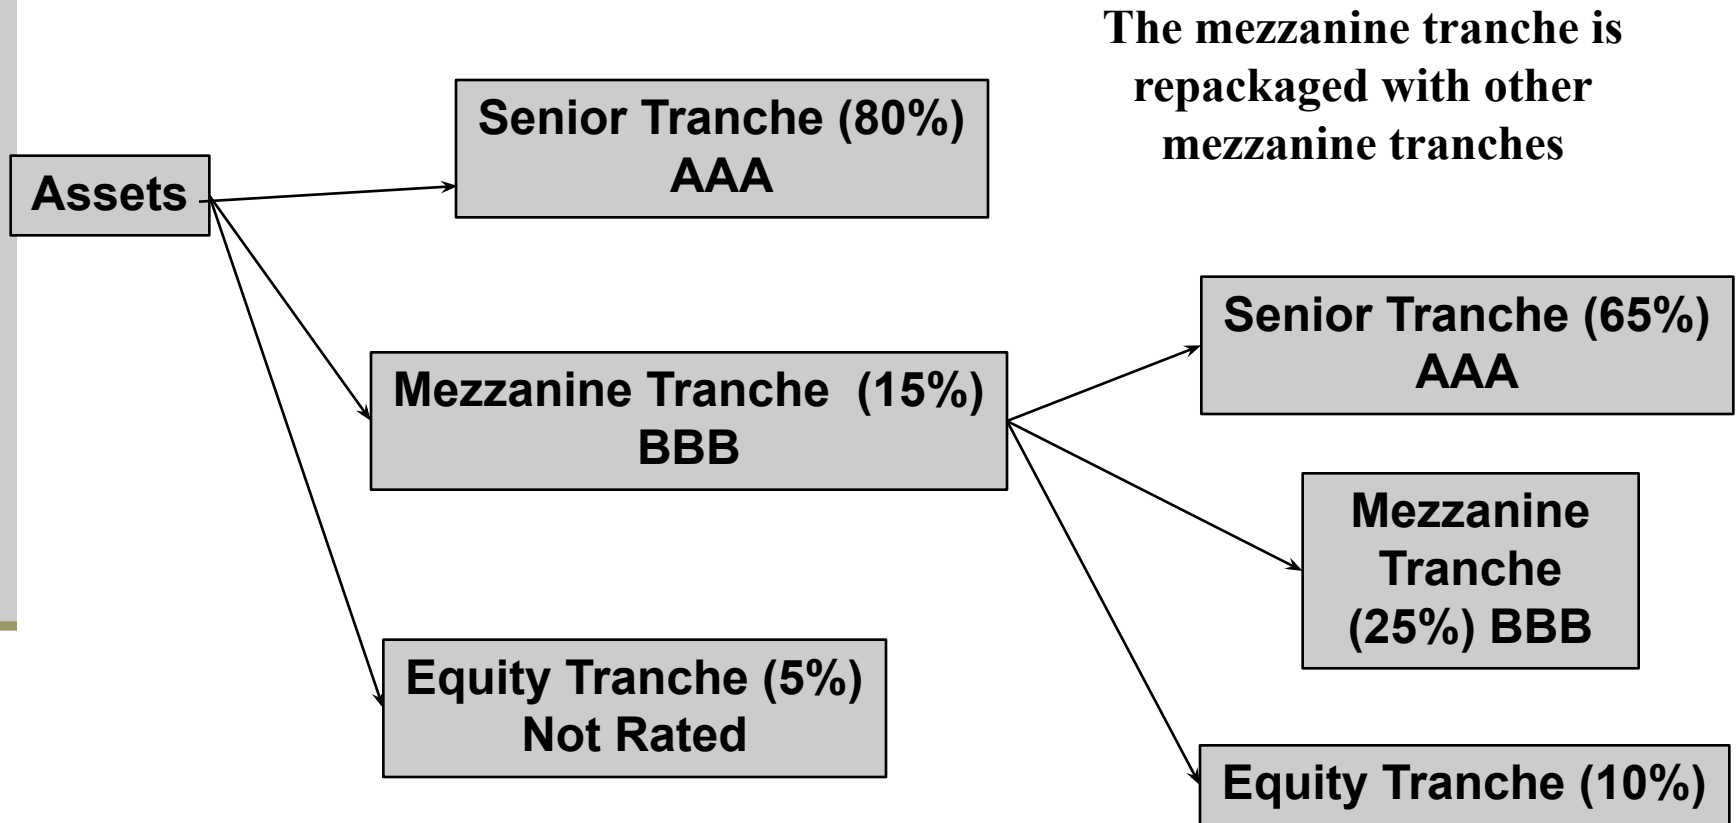 The mezzanine tranche is
repackaged with other
mezzanine tranches
Assets
Senior Tranche (80%)
AAA
Mezzanine Tranche (15%)
BBB
Equity Tranche (5%)
Not Rated
Senior Tranche (65%)
AAA
Mezzanine
Tranche
(25%) BBB
Equity Tranche (10%)